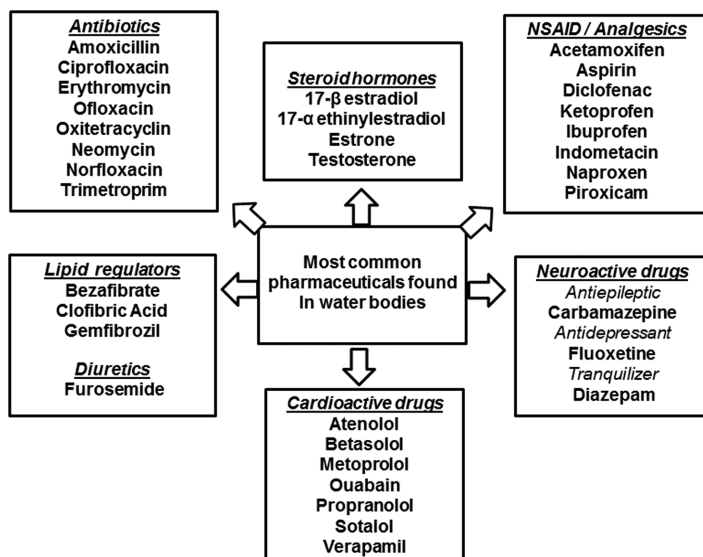 Antibiotics
Amoxicillin
Ciprofloxacin
Erythromycin
Ofloxacin
Oxitetracyclin
Neomycin
Norfloxacin
Trimetroprim
Steroid hormones
17-β estradiol
17-α ethinylestradiol
Estrone
Testosterone
NSAID / Analgesics
Acetamoxifen
Aspirin
Diclofenac
Ketoprofen
Ibuprofen
Indometacin
Naproxen
Piroxicam
Lipid regulators
Bezafibrate
Clofibric Acid
Gemfibrozil
Diuretics
Furosemide
Most common
pharmaceuticals found
In water bodies
Neuroactive drugs
Antiepileptic
Carbamazepine
Antidepressant
Fluoxetine
Tranquilizer
Diazepam
Cardioactive drugs
Atenolol
Betasolol
Metoprolol
Ouabain
Propranolol
Sotalol
Verapamil